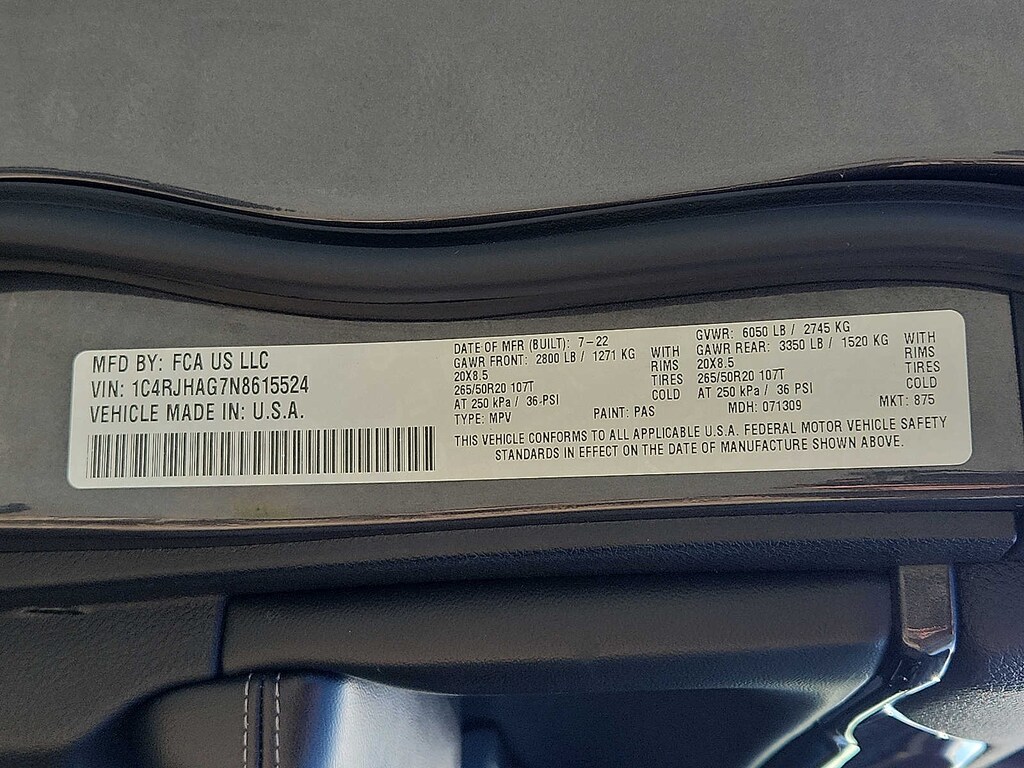 MFD BY: FCA US LLC
VIN: 1C4RJHAG7N8615524
VEHICLE MADE IN: U.S.A.
DATE OF MFR (BUILT): 7-22
GAWR FRONT: 2800 LB / 1271 KG
20X8.5
265/50R20 107T
AT 250 kPa / 36 PSI
TYPE: MPV
WITH
RIMS
TIRES
COLD
PAINT: PAS
GVWR: 6050 LB / 2745 KG
GAWR REAR: 3350 LB / 1520 KG
20X8.5
265/50R20 107T
AT 250 kPa / 36 PSI
MDH: 071309
WITH
RIMS
TIRES
COLD
MKT: 875
THIS VEHICLE CONFORMS TO ALL APPLICABLE U.S.A. FEDERAL MOTOR VEHICLE SAFETY
STANDARDS IN EFFECT ON THE DATE OF MANUFACTURE SHOWN ABOVE.